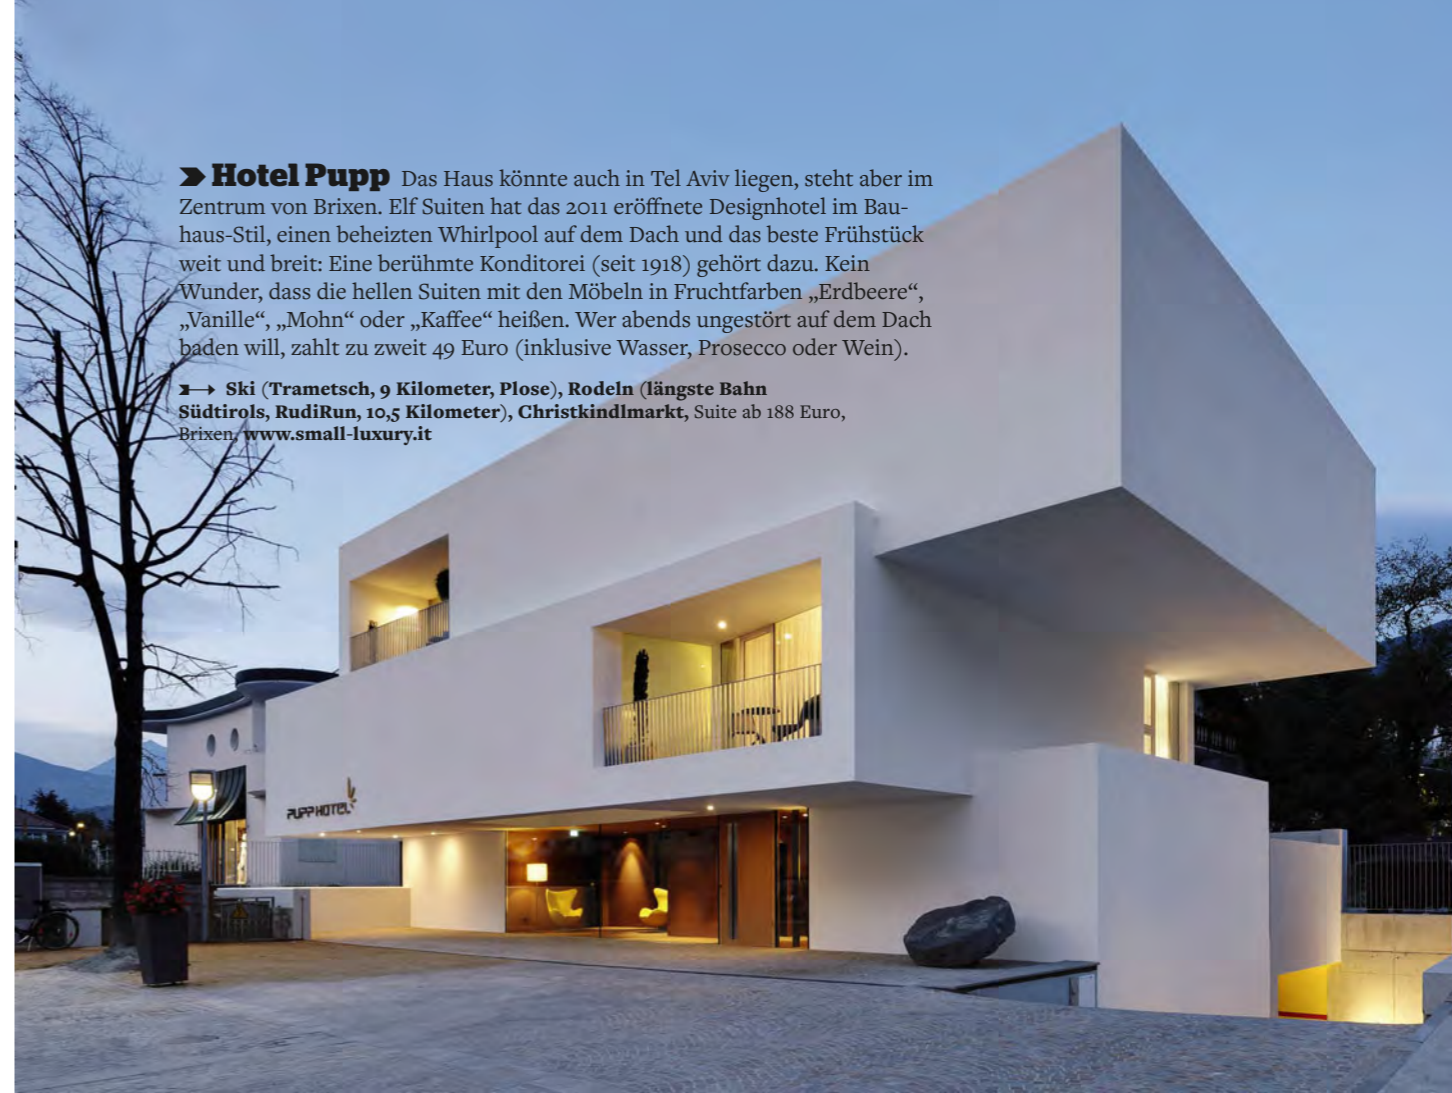 Hotel Pupp Das Haus könnte auch in Tel Aviv liegen, steht aber im
Zentrum von Brixen. Elf Suiten hat das 2011 eröffnete Designhotel im Bau-
haus-Stil, einen beheizten Whirlpool auf dem Dach und das beste Frühstück
weit und breit: Eine berühmte Konditorei (seit 1918) gehört dazu. Kein
Wunder, dass die hellen Suiten mit den Möbeln in Fruchtfarben „Erdbeere“,
„Vanille“, „Mohn“ oder „Kaffee“ heißen. Wer abends ungestört auf dem Dach
baden will, zahlt zu zweit 49 Euro (inklusive Wasser, Prosecco oder Wein).
Ski (Trametsch, 9 Kilometer, Plose), Rodeln (längste Bahn
Südtirols, RudiRun, 10,5 Kilometer), Christkindlmarkt, Suite ab 188 Euro,
Brixen, www.small-luxury.it
PUPP HOTEL